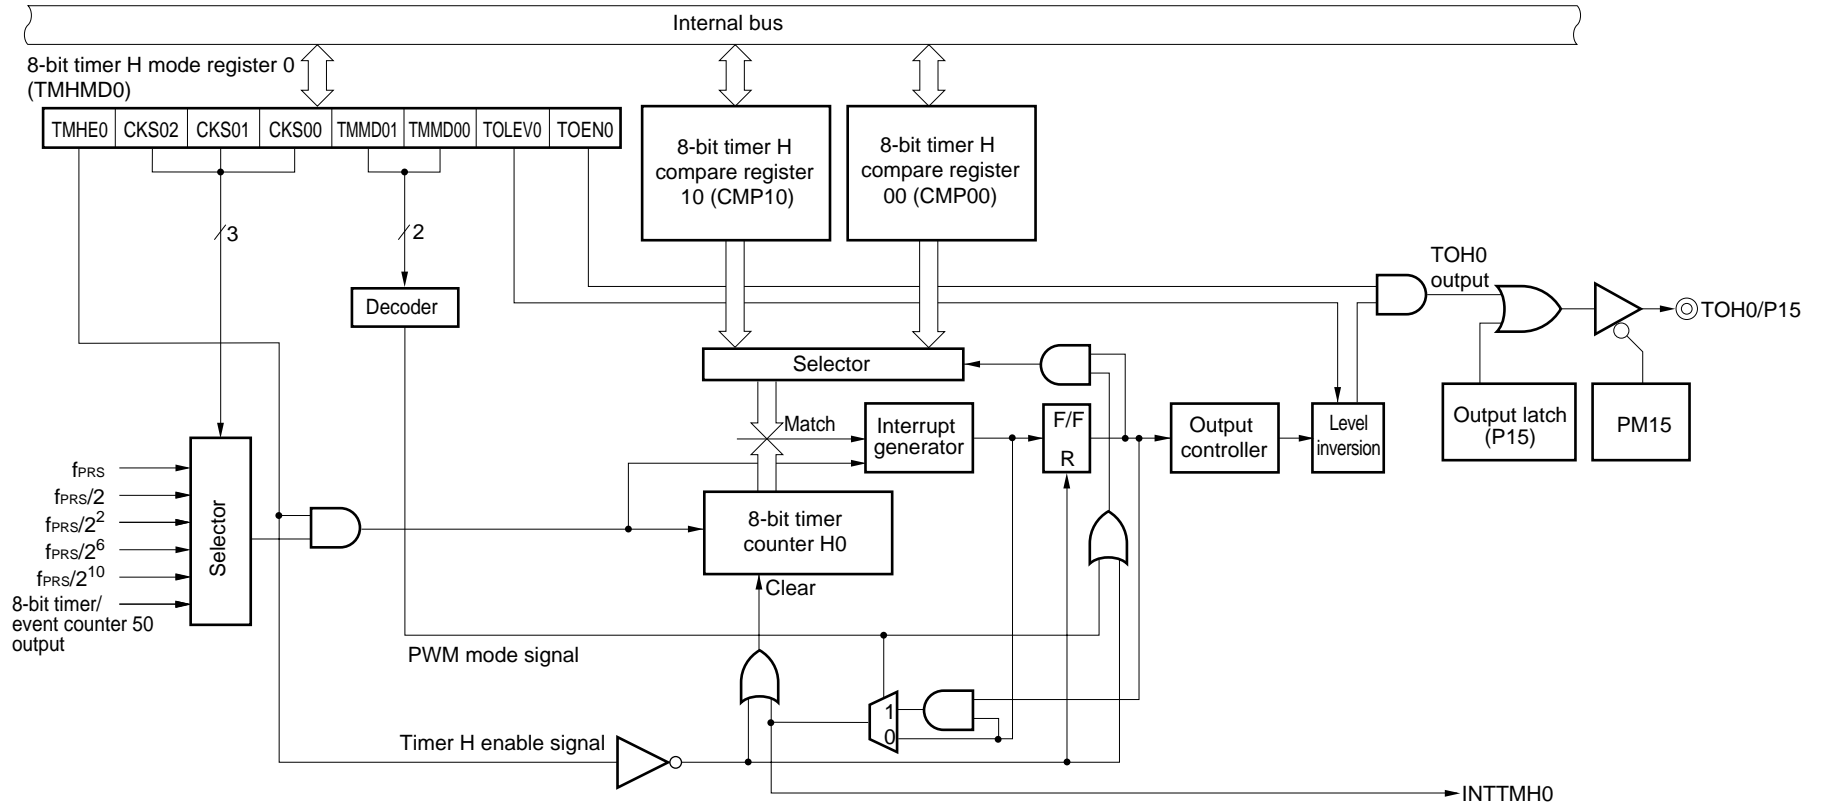 Internal bus
8-bit timer H mode register 0
(TMHMD0)
TMHE0 CKS02 CKS01 CKS00 TMMD01 TMMD00 TOLEV0 TOEN0
8-bit timer H
compare register
10 (CMP10)
8-bit timer H
compare register
00 (CMP00)
3
2
Decoder
TOH0
output
TOH0/P15
Selector
Match
Interrupt
generator
F/F
R
Output
controller
Level
inversion
Output latch
(P15)
PM15
fPRS
fPRS/2
fPRS/2^2
fPRS/2^6
fPRS/2^10
8-bit timer/
event counter 50
output
Selector
8-bit timer
counter H0
Clear
PWM mode signal
1
0
Timer H enable signal
INTTMH0